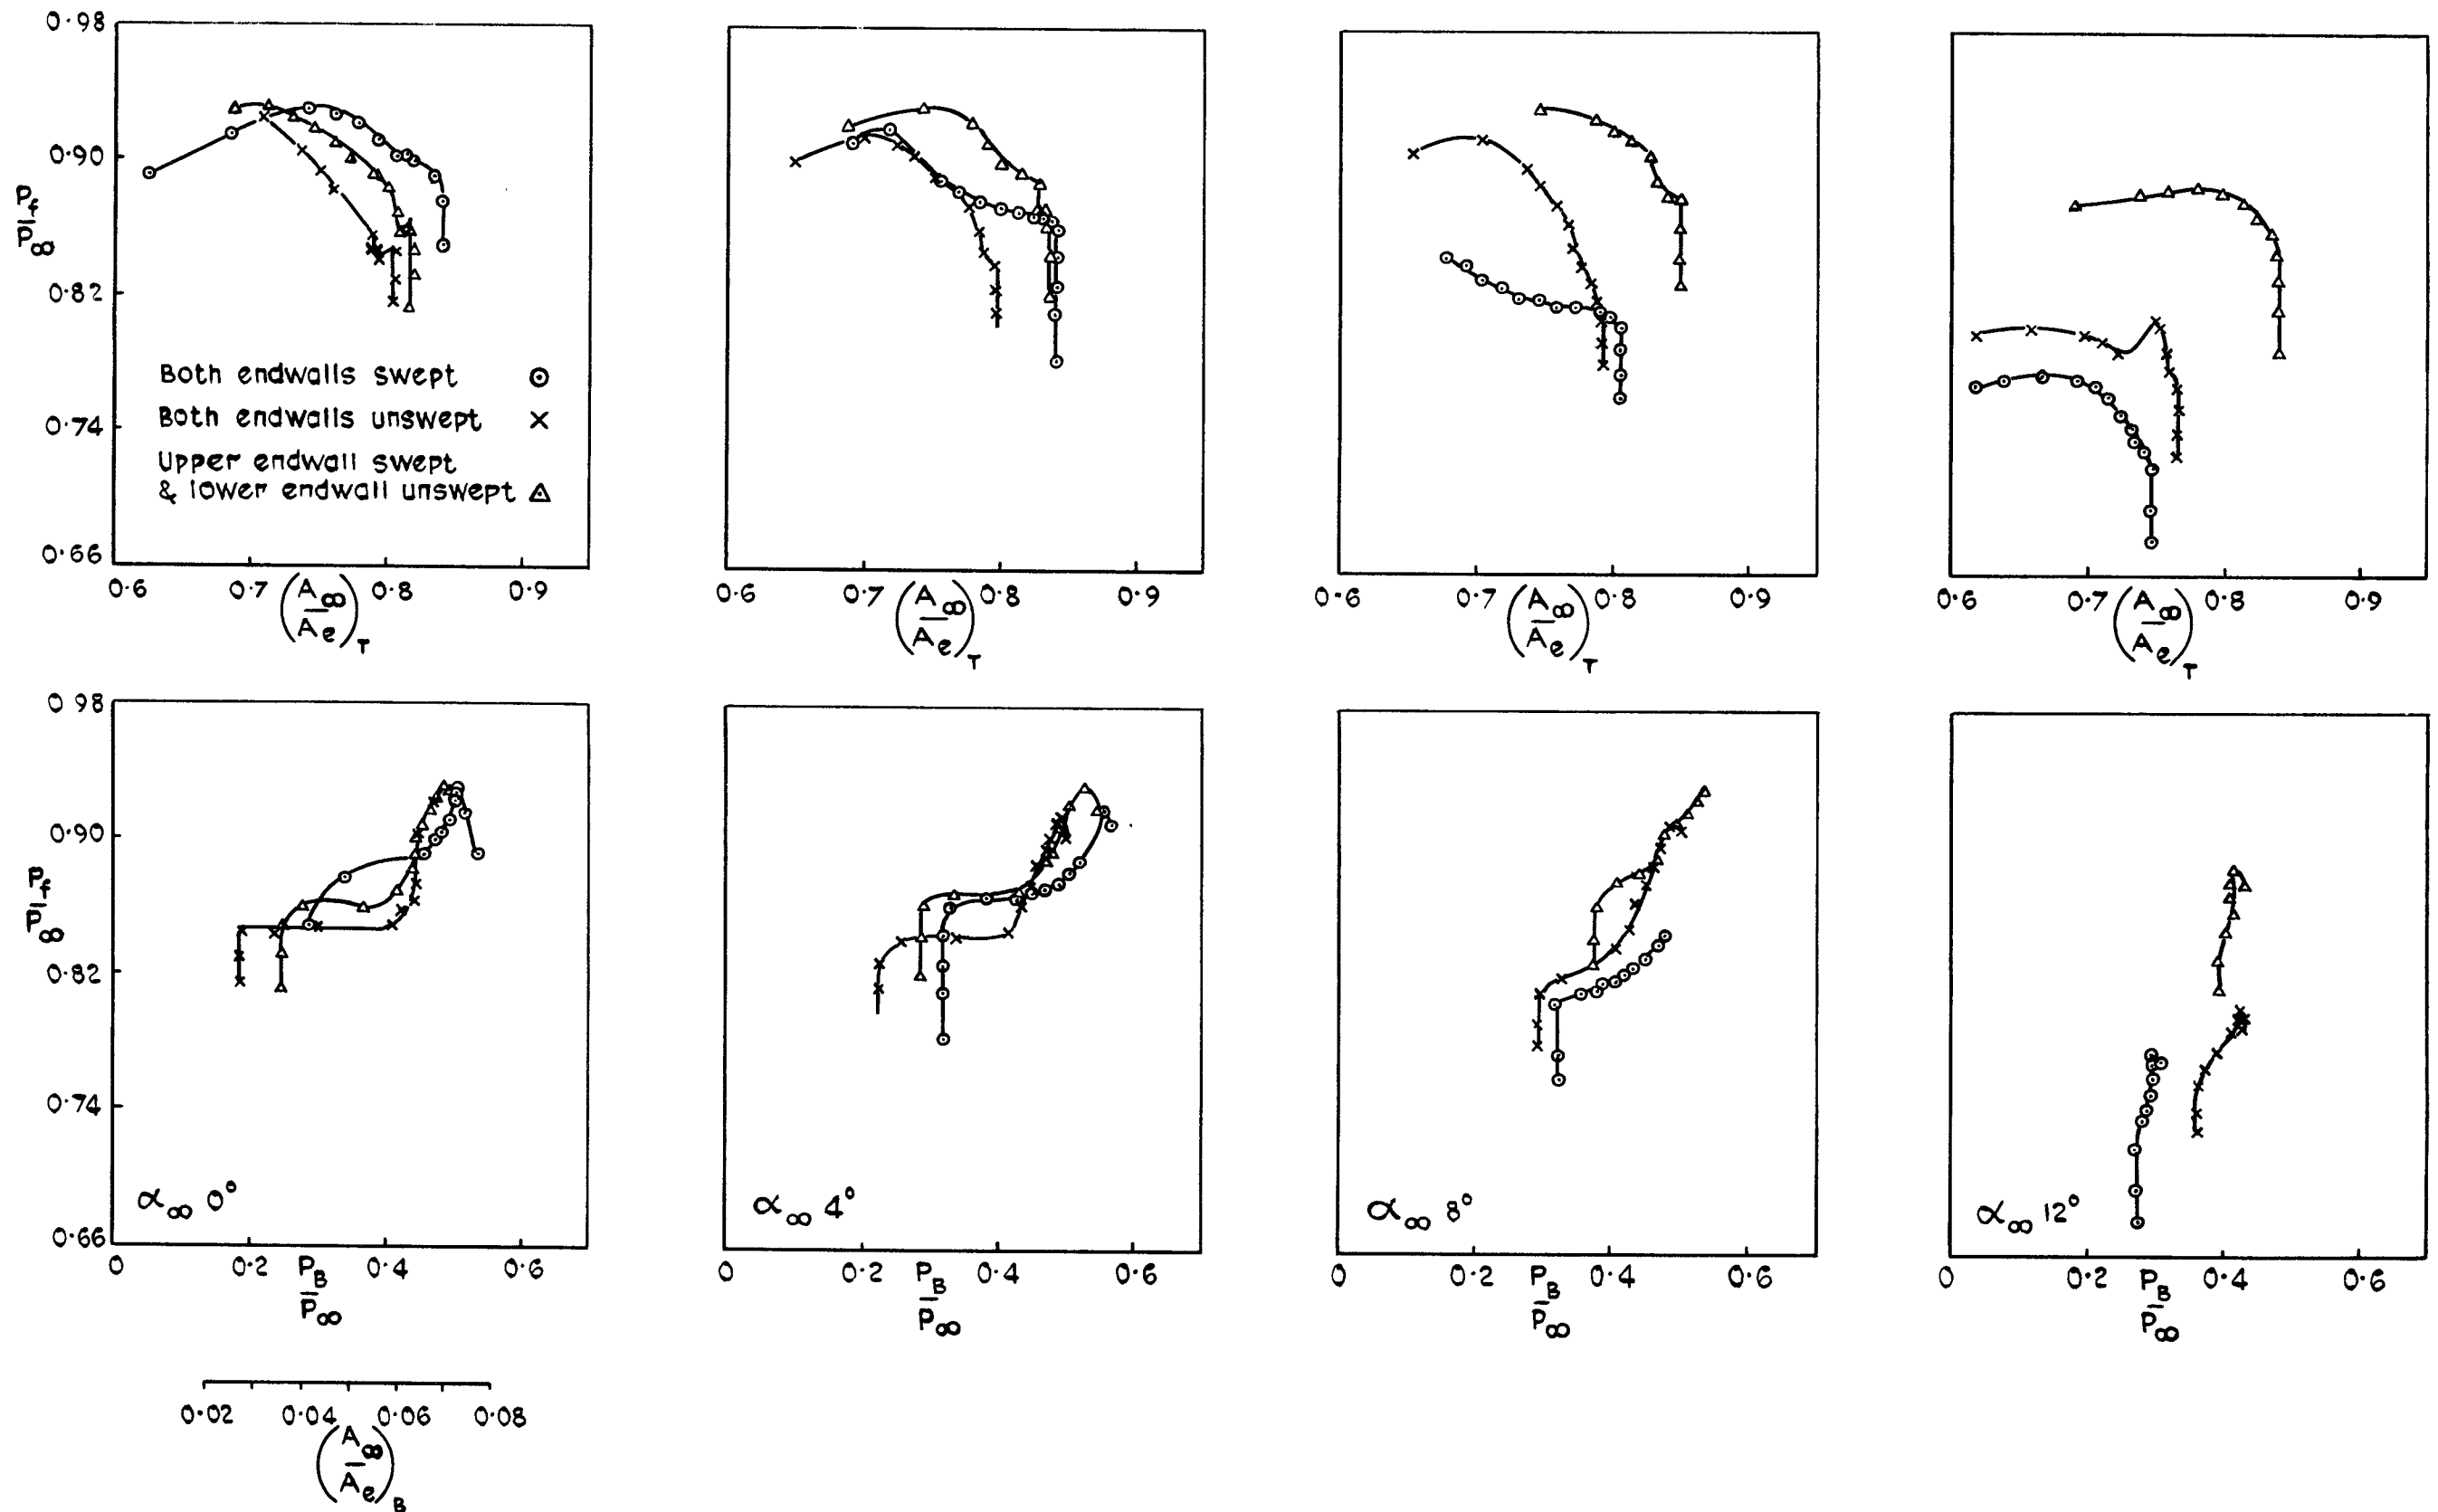 0.98
0.90
0.82
0.74
0.66
Pf
P∞
Both endwalls swept ⊙
Both endwalls unswept ×
Upper endwall swept
& lower endwall unswept △
0.6 0.7 0.8 0.9
(A∞/Ae)T
0.6 0.7 0.8 0.9
(A∞/Ae)T
0.6 0.7 0.8 0.9
(A∞/Ae)T
0.6 0.7 0.8 0.9
(A∞/Ae)T
0.98
0.90
0.82
0.74
0.66
Pf
P∞
α∞ 0°
α∞ 4°
α∞ 8°
α∞ 12°
0 0.2 0.4 0.6
PB
P∞
0 0.2 0.4 0.6
PB
P∞
0 0.2 0.4 0.6
PB
P∞
0 0.2 0.4 0.6
PB
P∞
0.02 0.04 0.06 0.08
(A∞/Ae)B